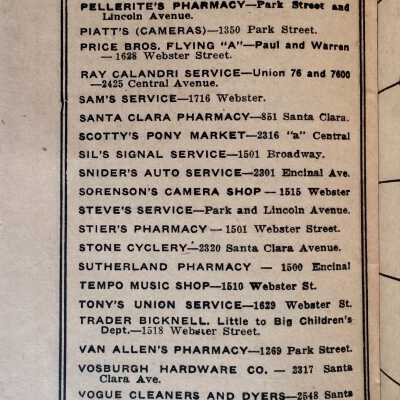 PELLERITE'S PHARMACY—Park Street and
Lincoln Avenue.
PIATT'S (CAMERAS)—1350 Park Street.
PRICE BROS. FLYING "A"—Paul and Warren
— 1628 Webster Street.
RAY CALANDRI SERVICE—Union 76 and 7600
—2425 Central Avenue.
SAM'S SERVICE—1716 Webster.
SANTA CLARA PHARMACY—851 Santa Clara.
SCOTTY'S PONY MARKET—2316 "a" Central
SIL'S SIGNAL SERVICE—1501 Broadway.
SNIDER'S AUTO SERVICE—2301 Encinal Ave.
SORENSON'S CAMERA SHOP — 1515 Webster
STEVE'S SERVICE—Park and Lincoln Avenue.
STIER'S PHARMACY — 1501 Webster Street.
STONE CYCLERY—2320 Santa Clara Avenue.
SUTHERLAND PHARMACY — 1500 Encinal
TEMPO MUSIC SHOP—1510 Webster St.
TONY'S UNION SERVICE—1629 Webster St.
TRADER BICKNELL, Little to Big Children's
Dept.—1518 Webster Street.
VAN ALLEN'S PHARMACY—1269 Park Street.
VOSBURGH HARDWARE CO. — 2317 Santa
Clara Ave.
VOGUE CLEANERS AND DYERS—2548 Santa